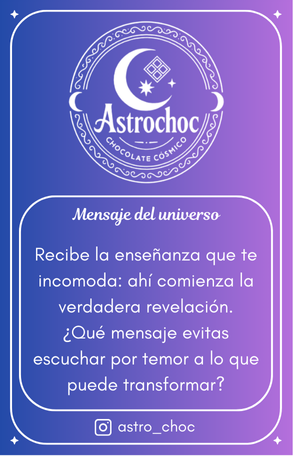 Astrochoc
CHOCOLATE CÓSMICO
Mensaje del universo
Recibe la enseñanza que te
incomoda: ahí comienza la
verdadera revelación.
¿Qué mensaje evitas
escuchar por temor a lo que
puede transformar?
astro_choc